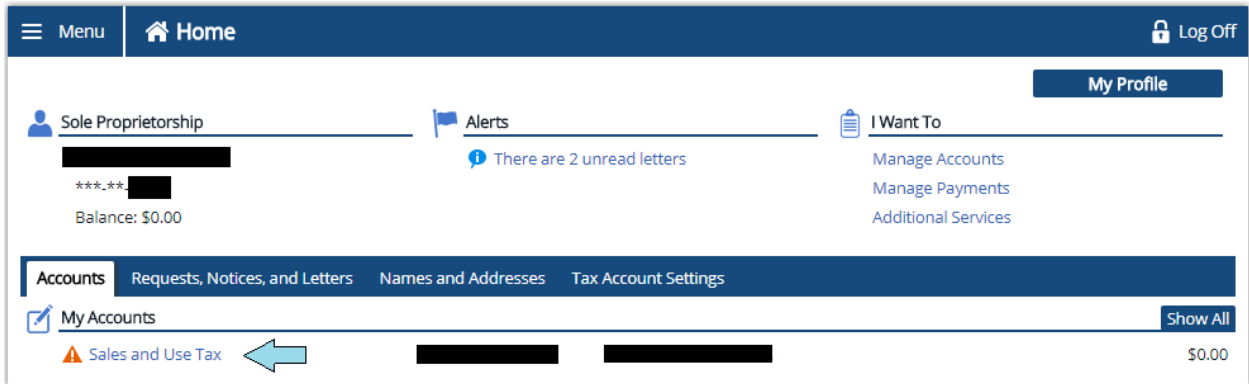 Menu Home Log Off
My Profile
Sole Proprietorship Alerts I Want To
There are 2 unread letters Manage Accounts
***-**- Manage Payments
Balance: $0.00 Additional Services
Accounts Requests, Notices, and Letters Names and Addresses Tax Account Settings
My Accounts Show All
Sales and Use Tax $0.00